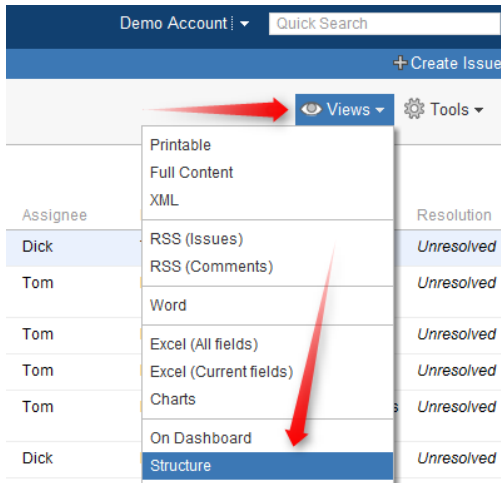 Demo Account
Quick Search
Create Issue
Views
Tools
Printable
Full Content
XML
RSS (Issues)
RSS (Comments)
Word
Excel (All fields)
Excel (Current fields)
Charts
On Dashboard
Structure
Assignee
Resolution
Dick
Unresolved
Tom
Unresolved
Tom
Unresolved
Tom
Unresolved
Tom
s
Unresolved
Dick
Unresolved